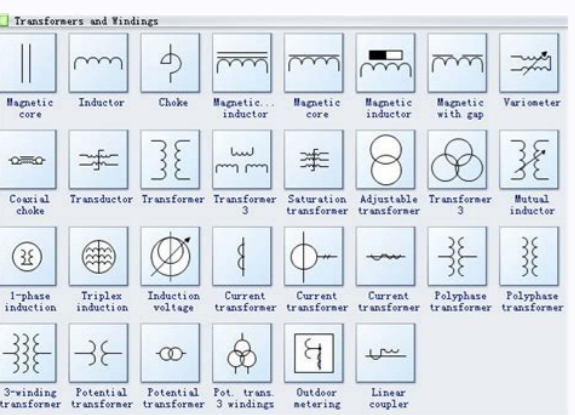 Transformers and Windings
Magnetic core
Inductor
Choke
Magnetic... inductor
Magnetic core
Magnetic inductor
Magnetic with gap
Variometer
Coaxial choke
Transductor
Transformer
Transformer 3
Saturation transformer
Adjustable transformer
Transformer 3
Mutual inductor
1-phase induction
Triplex induction
Induction voltage
Current transformer
Current transformer
Current transformer
Polyphase transformer
Polyphase transformer
3-winding transformer
Potential transformer
Potential transformer
Pot. trans. 3 windings
Outdoor metering
Linear coupler